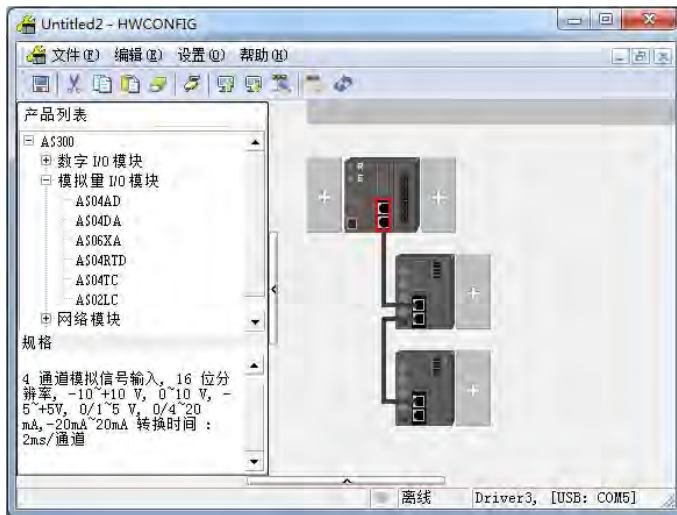 Untitled2 - HWCONFIG
文件(F) 编辑(E) 设置(O) 帮助(H)
产品列表
AS300
数字 I/O 模块
模拟量 I/O 模块
AS04AD
AS04DA
AS06XA
AS04RTD
AS04TC
AS02LC
网络模块
规格
4 通道模拟信号输入, 16 位分
辨率, -10~+10 V, 0~10 V, -
5~+5V, 0/1~5 V, 0/4~20
mA,-20mA~20mA 转换时间 :
2ms/通道
R
E
离线 Driver3, [USB: COM5]